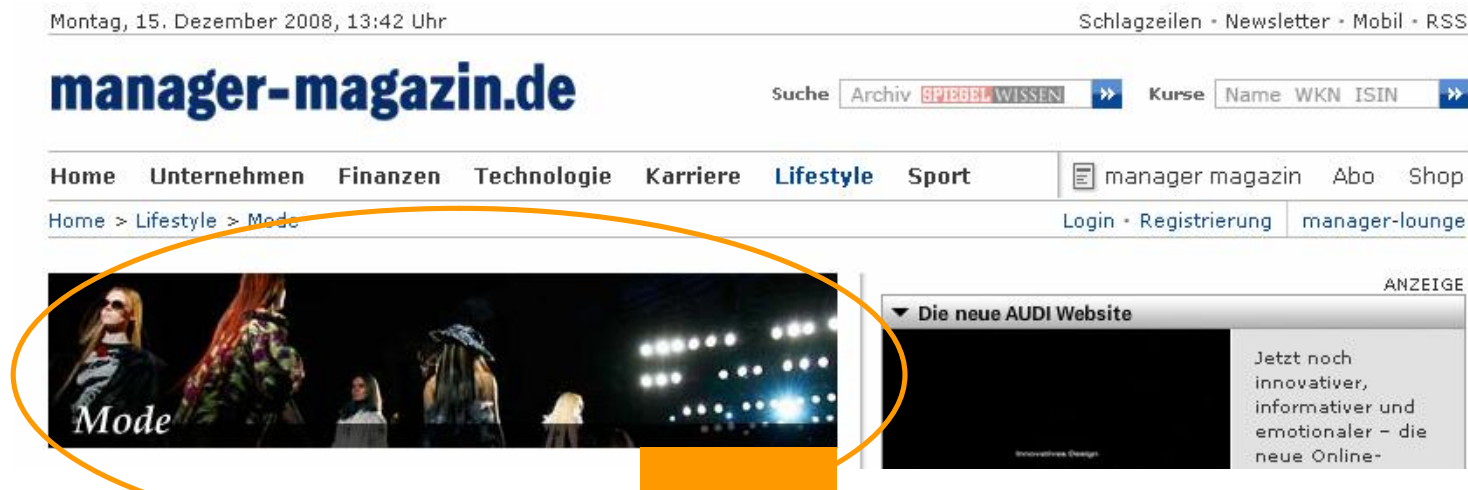 Montag, 15. Dezember 2008, 13:42 Uhr
Schlagzeilen • Newsletter • Mobil • RSS
manager-magazin.de
Suche Archiv SPIEGEL WISSEN » Kurse Name WKN ISIN »
Home Unternehmen Finanzen Technologie Karriere Lifestyle Sport
manager magazin Abo Shop
Home > Lifestyle > Mode
Login • Registrierung manager-lounge
ANZEIGE
Die neue AUDI Website
Mode
Innovatives Design
Jetzt noch
innovativer,
informativer und
emotionaler – die
neue Online-